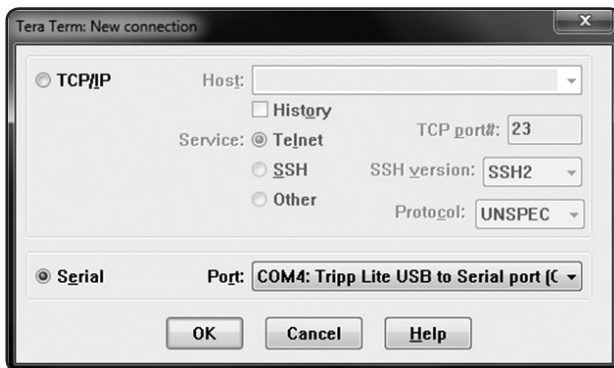 Tera Term: New connection
TCP/IP Host:
History
Service: Telnet TCP port#: 23
SSH SSH version: SSH2
Other Protocol: UNSPEC
Serial Port: COM4: Tripp Lite USB to Serial port (C
OK Cancel Help